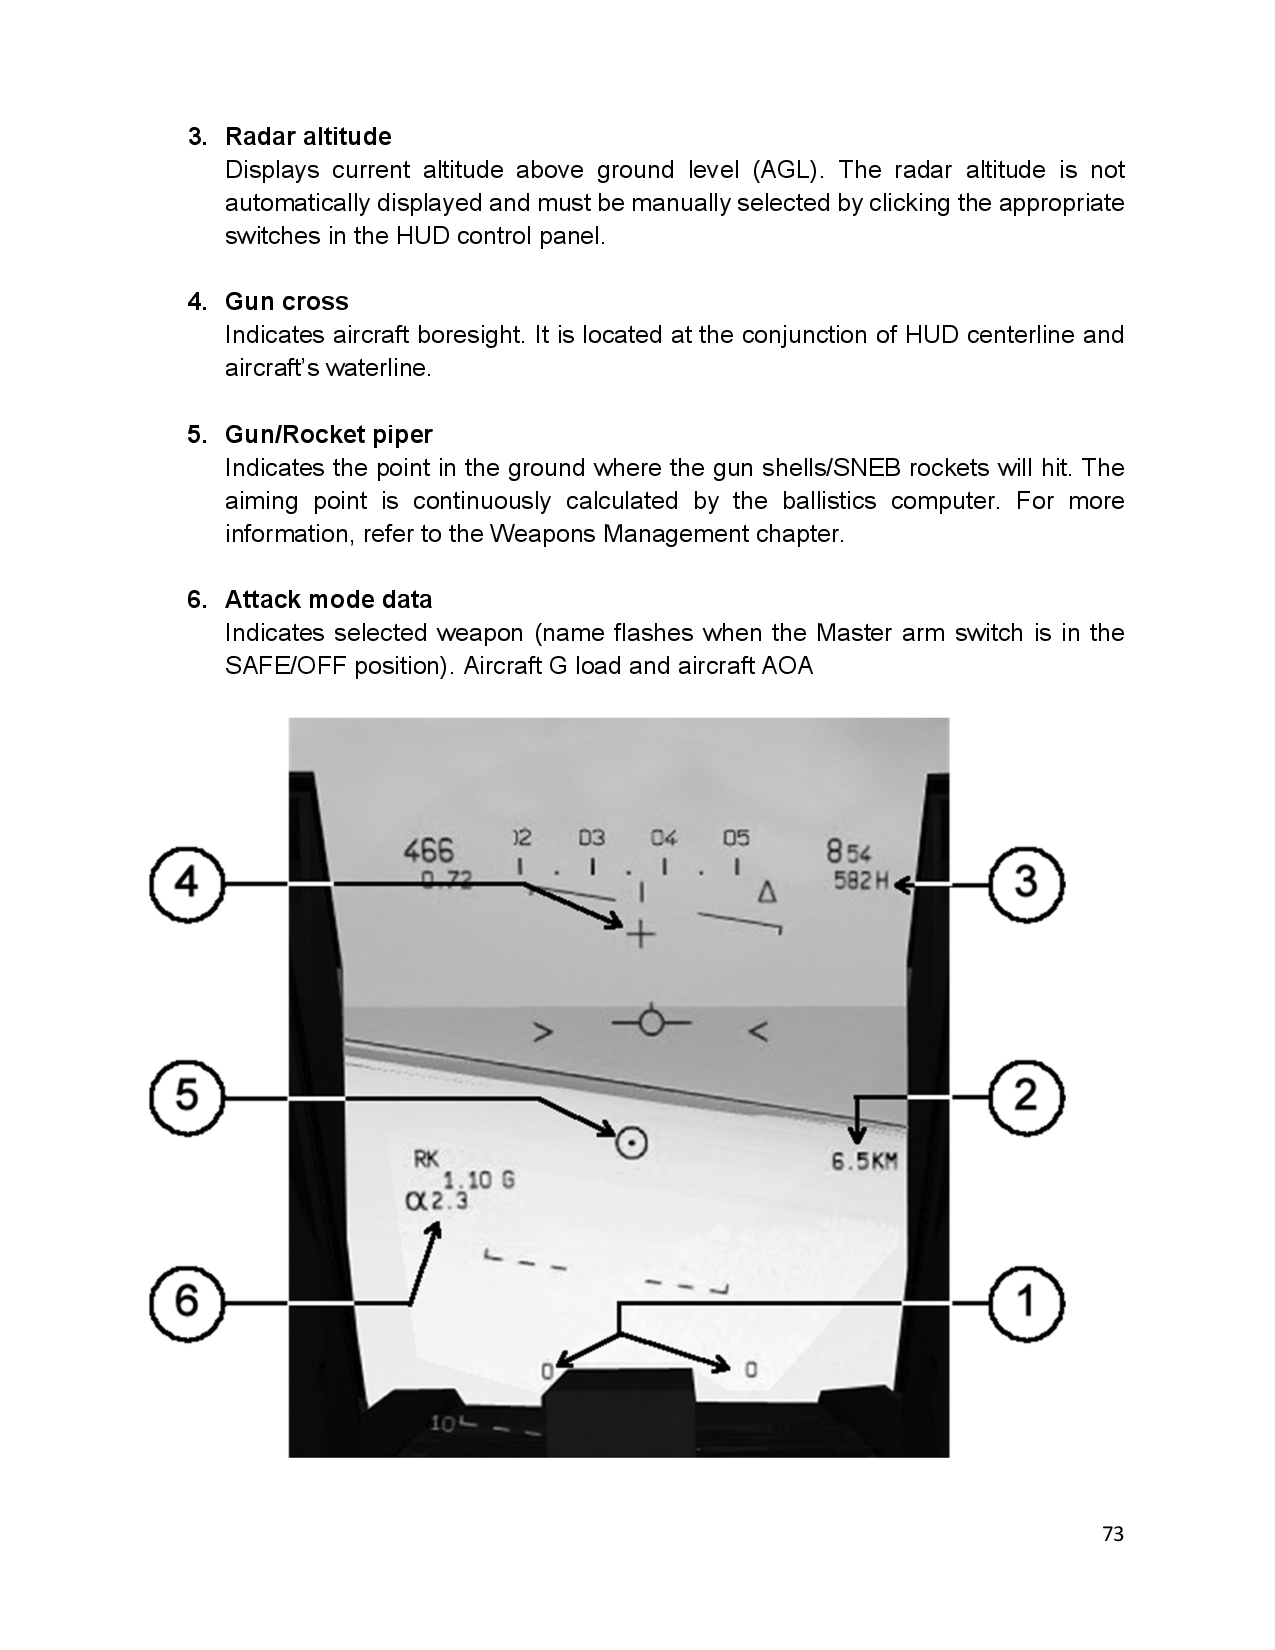 3. Radar altitude
Displays current altitude above ground level (AGL). The radar altitude is not
automatically displayed and must be manually selected by clicking the appropriate
switches in the HUD control panel.
4. Gun cross
Indicates aircraft boresight. It is located at the conjunction of HUD centerline and
aircraft’s waterline.
5. Gun/Rocket piper
Indicates the point in the ground where the gun shells/SNEB rockets will hit. The
aiming point is continuously calculated by the ballistics computer. For more
information, refer to the Weapons Management chapter.
6. Attack mode data
Indicates selected weapon (name flashes when the Master arm switch is in the
SAFE/OFF position). Aircraft G load and aircraft AOA
466 02 03 04 05 854
4 0.72 582H 3
5 2
RK 6.5KM
1.10 G
α2.3
6 1
0 0
10
73